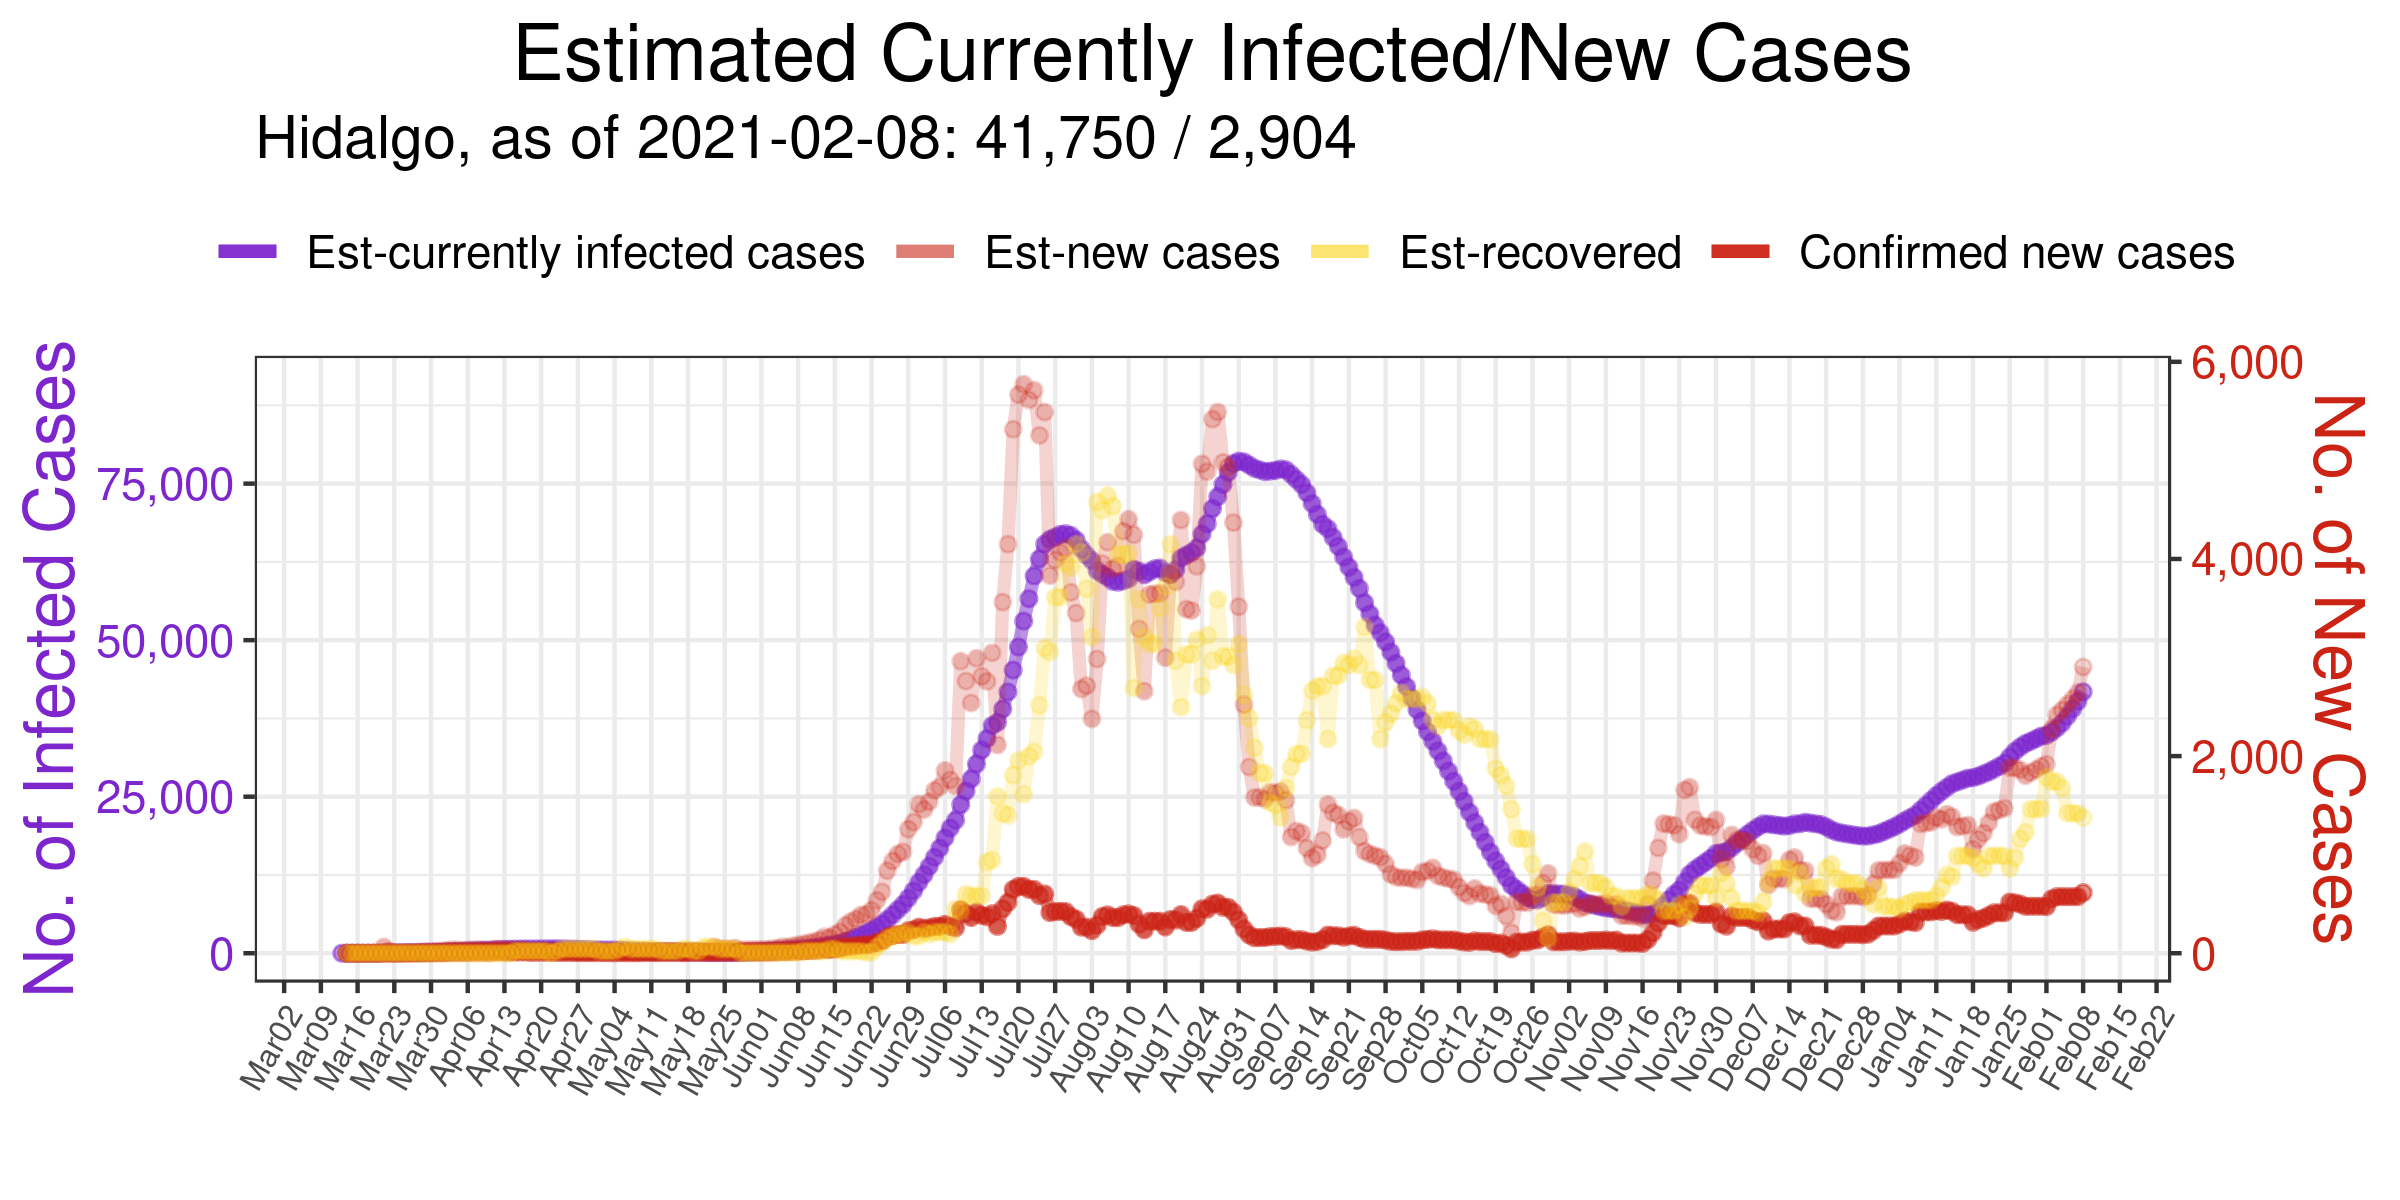 Estimated Currently Infected/New Cases
Hidalgo, as of 2021-02-08: 41,750 / 2,904
Est-currently infected cases Est-new cases Est-recovered Confirmed new cases
No. of Infected Cases
75,000
50,000
25,000
0
6,000
4,000
2,000
0
No. of New Cases
Mar02 Mar09 Mar16 Mar23 Mar30 Apr06 Apr13 Apr20 Apr27 May04 May11 May18 May25 Jun01 Jun08 Jun15 Jun22 Jun29 Jul06 Jul13 Jul20 Jul27 Aug03 Aug10 Aug17 Aug24 Aug31 Sep07 Sep14 Sep21 Sep28 Oct05 Oct12 Oct19 Oct26 Nov02 Nov09 Nov16 Nov23 Nov30 Dec07 Dec14 Dec21 Dec28 Jan04 Jan11 Jan18 Jan25 Feb01 Feb08 Feb15 Feb22